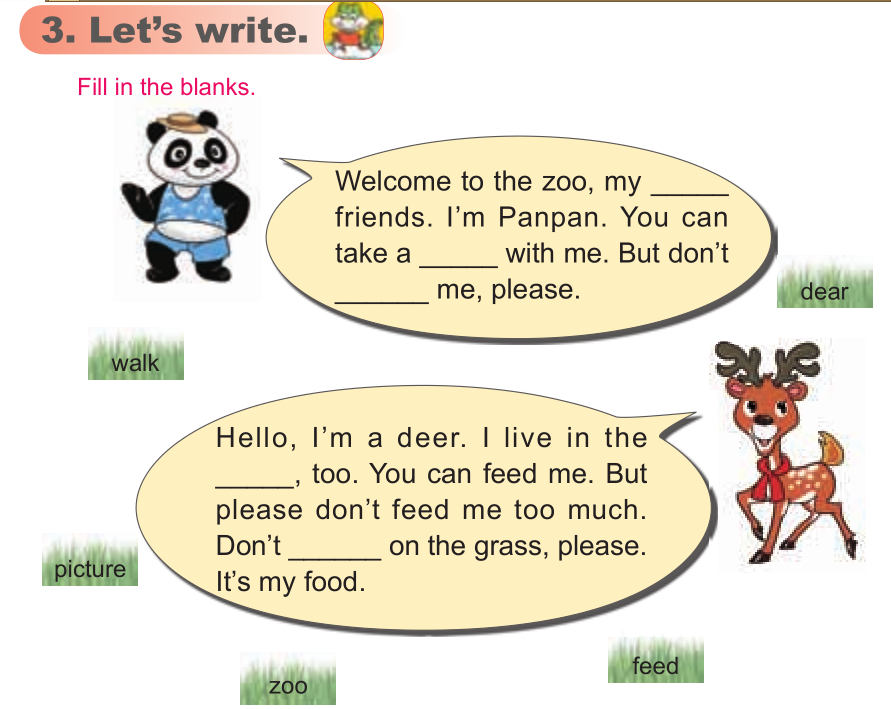 3. Let's write.
Fill in the blanks.
Welcome to the zoo, my _____
friends. I'm Panpan. You can
take a _____ with me. But don't
______ me, please.
dear
walk
Hello, I'm a deer. I live in the
_____, too. You can feed me. But
please don't feed me too much.
Don't ______ on the grass, please.
It's my food.
picture
feed
zoo